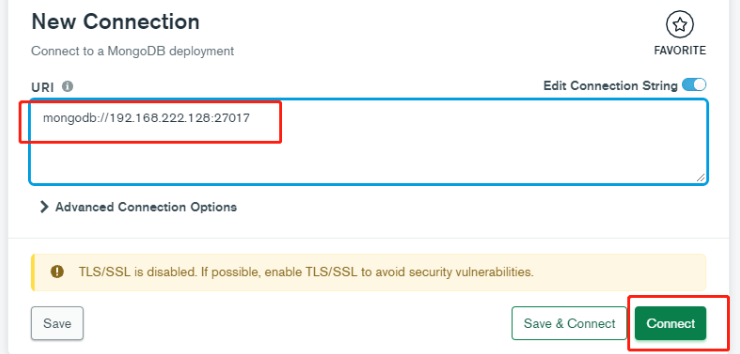 New Connection
Connect to a MongoDB deployment
FAVORITE
URI
Edit Connection String
mongodb://192.168.222.128:27017
Advanced Connection Options
TLS/SSL is disabled. If possible, enable TLS/SSL to avoid security vulnerabilities.
Save
Save & Connect
Connect